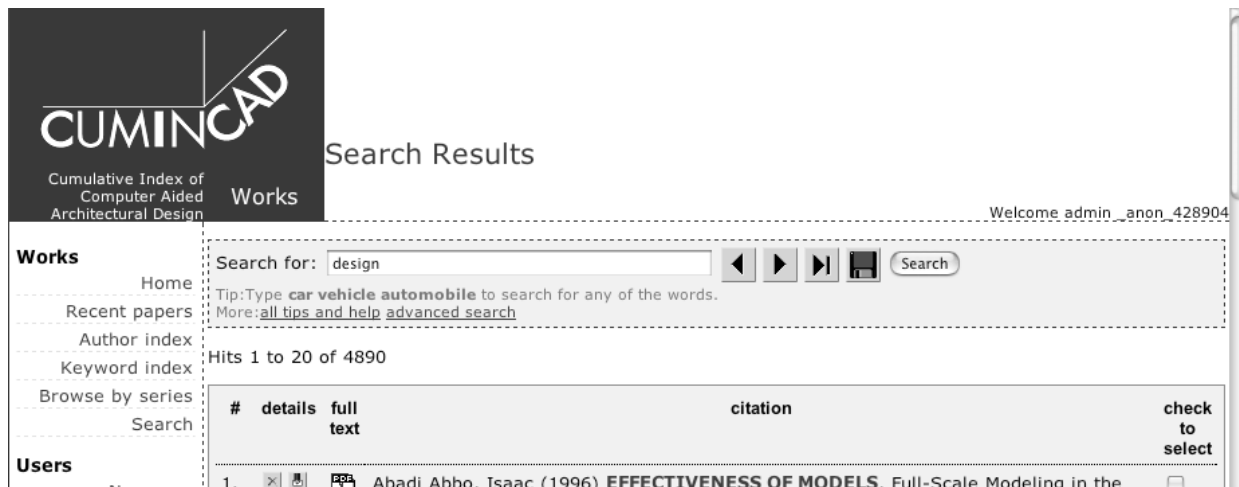 CUMINCAD
Cumulative Index of
Computer Aided
Architectural Design
Works
Search Results
Welcome admin _anon_428904
Works
Home
Recent papers
Author index
Keyword index
Browse by series
Search
Users
Search for: design Search
Tip:Type car vehicle automobile to search for any of the words.
More:all tips and help advanced search
Hits 1 to 20 of 4890
# details full text citation check to select
1. PDF Abadi Abbo, Isaac (1996) EFFECTIVENESS OF MODELS, Full-Scale Modeling in the